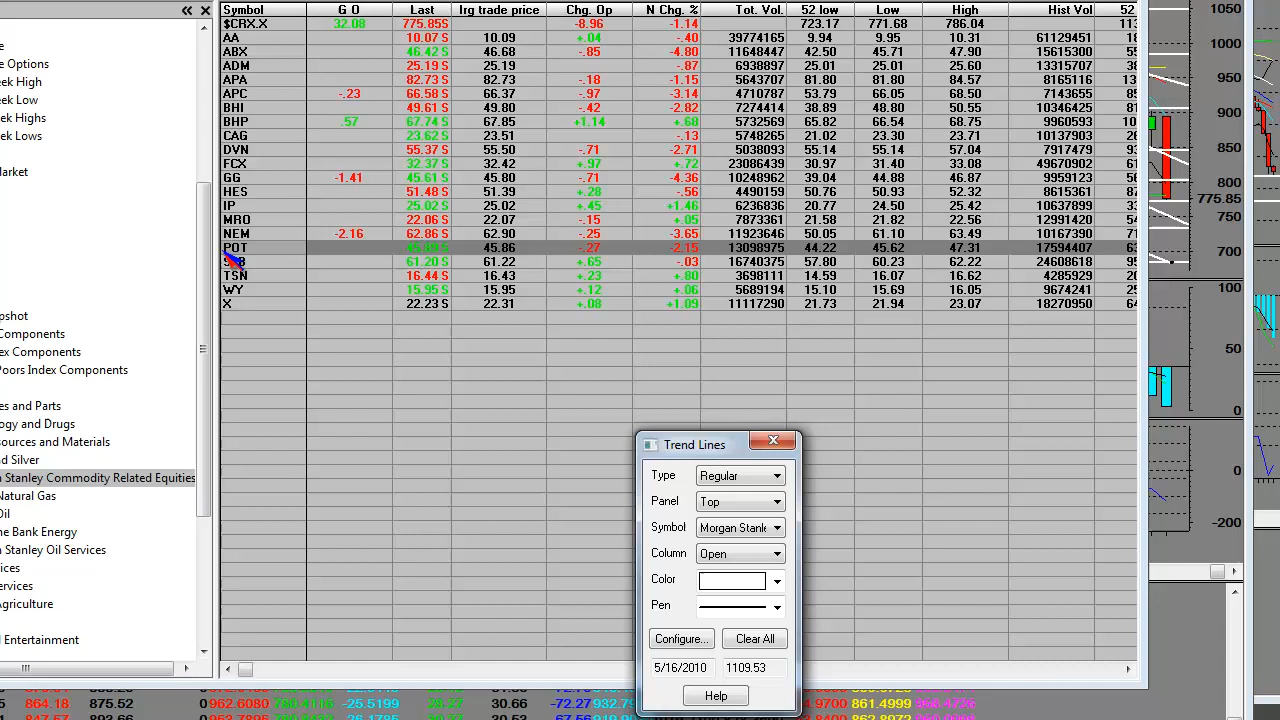 Symbol G O Last lrg trade price Chg. Op N Chg. % Tot. Vol. 52 low Low High Hist Vol 52
$CRX.X 32.08 775.85S -8.96 -1.14 723.17 771.68 786.04 113
AA 10.07 S 10.09 +.04 -.40 39774165 9.94 9.95 10.31 61129451
ABX 46.42 S 46.68 -.85 -4.80 11648447 42.50 45.71 47.90 15615300
ADM 25.19 S 25.19 -.87 6938897 25.01 25.01 25.60 13315707
APA 82.73 S 82.73 -.18 -1.15 5643707 81.80 81.80 84.57 8165116
APC -.23 66.58 S 66.37 -.97 -3.14 4710787 53.79 66.05 68.50 7143655
BHI 49.61 S 49.80 -.42 -2.82 7274414 38.89 48.80 50.55 10346425
BHP .57 67.74 S 67.85 +1.14 +.68 5732569 65.82 66.54 68.75 3960593
CAG 23.62 S 23.51 -.13 5748265 21.02 23.30 23.71 10137903
DVN 55.37 S 55.50 -.71 -2.71 5038093 55.14 55.14 57.04 7917479
FCX 32.37 S 32.42 +.97 +.72 23086439 30.97 31.40 33.08 49670902
GG -1.41 45.61 S 45.80 -.71 -4.36 10248962 39.04 44.88 46.87 9959123
HES 51.48 S 51.39 +.28 -.56 4490159 50.76 50.93 52.32 8615361
IP 25.02 S 25.02 +.45 +1.46 6236836 20.77 24.50 25.42 10637899
MRO 22.06 S 22.07 -.15 +.05 7873361 21.58 21.82 22.56 12991420
NEM -2.16 62.86 S 62.90 -.25 -3.65 11923646 50.05 61.10 63.49 10167390
POT 45.86 -.27 -2.15 13098975 44.22 45.62 47.31 17594407
61.20 S 61.22 +.65 -.03 16740375 57.80 60.23 62.22 24608618
TSN 16.44 S 16.43 +.23 +.80 3698111 14.59 16.07 16.62 4285929
WY 15.95 S 15.95 +.12 +.06 5689194 15.10 15.69 16.05 9674241
X 22.23 S 22.31 +.08 +1.09 11117290 21.73 21.94 23.07 18270950
e Options
eek High
ek Low
ek Highs
eek Lows
arket
apshot
Components
ex Components
Poors Index Components
es and Parts
ology and Drugs
sources and Materials
nd Silver
n Stanley Commodity Related Equities
Natural Gas
Oil
ne Bank Energy
n Stanley Oil Services
ices
ervices
Agriculture
d Entertainment
Trend Lines
Type Regular
Panel Top
Symbol Morgan Stank
Column Open
Color
Pen
Configure... Clear All
5/16/2010 1109.53
Help
1050
1000
950
900
850
800
775.85
750
700
100
50
0
0
-200
864.18 875.52 -25.5199 -72.27